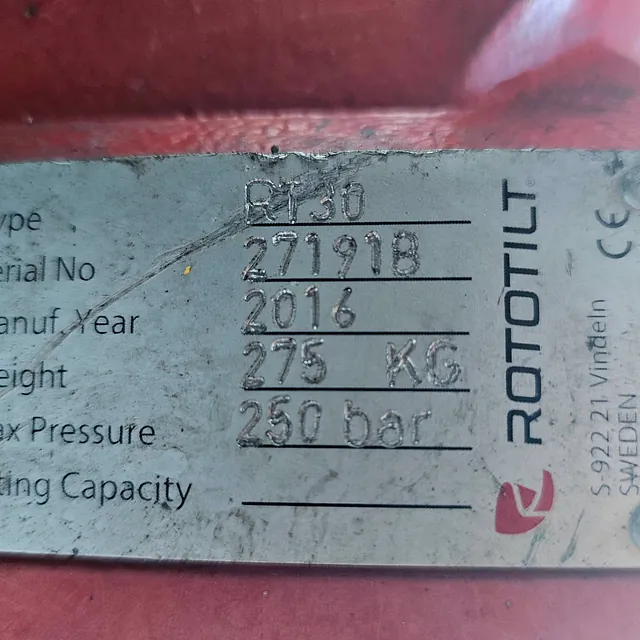 ype RT30
erial No 271918
anuf. Year 2016
eight 275 KG
ax Pressure 250 bar
ting Capacity
ROTOTILT®
CE
S-922 21 Vindeln
SWEDEN